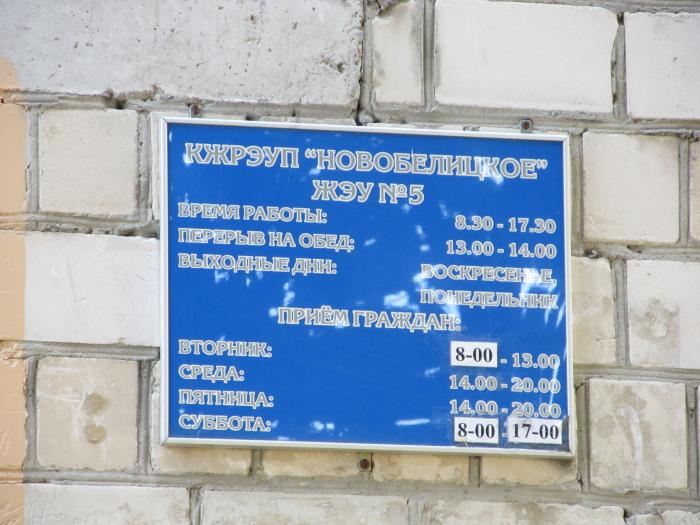 КЖРЭУП "НОВОБЕЛИЦКОЕ"
ЖЭУ №5
ВРЕМЯ РАБОТЫ: 8.30 - 17.30
ПЕРЕРЫВ НА ОБЕД: 13.00 - 14.00
ВЫХОДНЫЕ ДНИ: ВОСКРЕСЕНЬЕ,
ПОНЕДЕЛЬНИК
ПРИЁМ ГРАЖДАН:
ВТОРНИК: 8-00 - 13.00
СРЕДА: 14.00 - 20.00
ПЯТНИЦА: 14.00 - 20.00
СУББОТА: 8-00 - 17-00